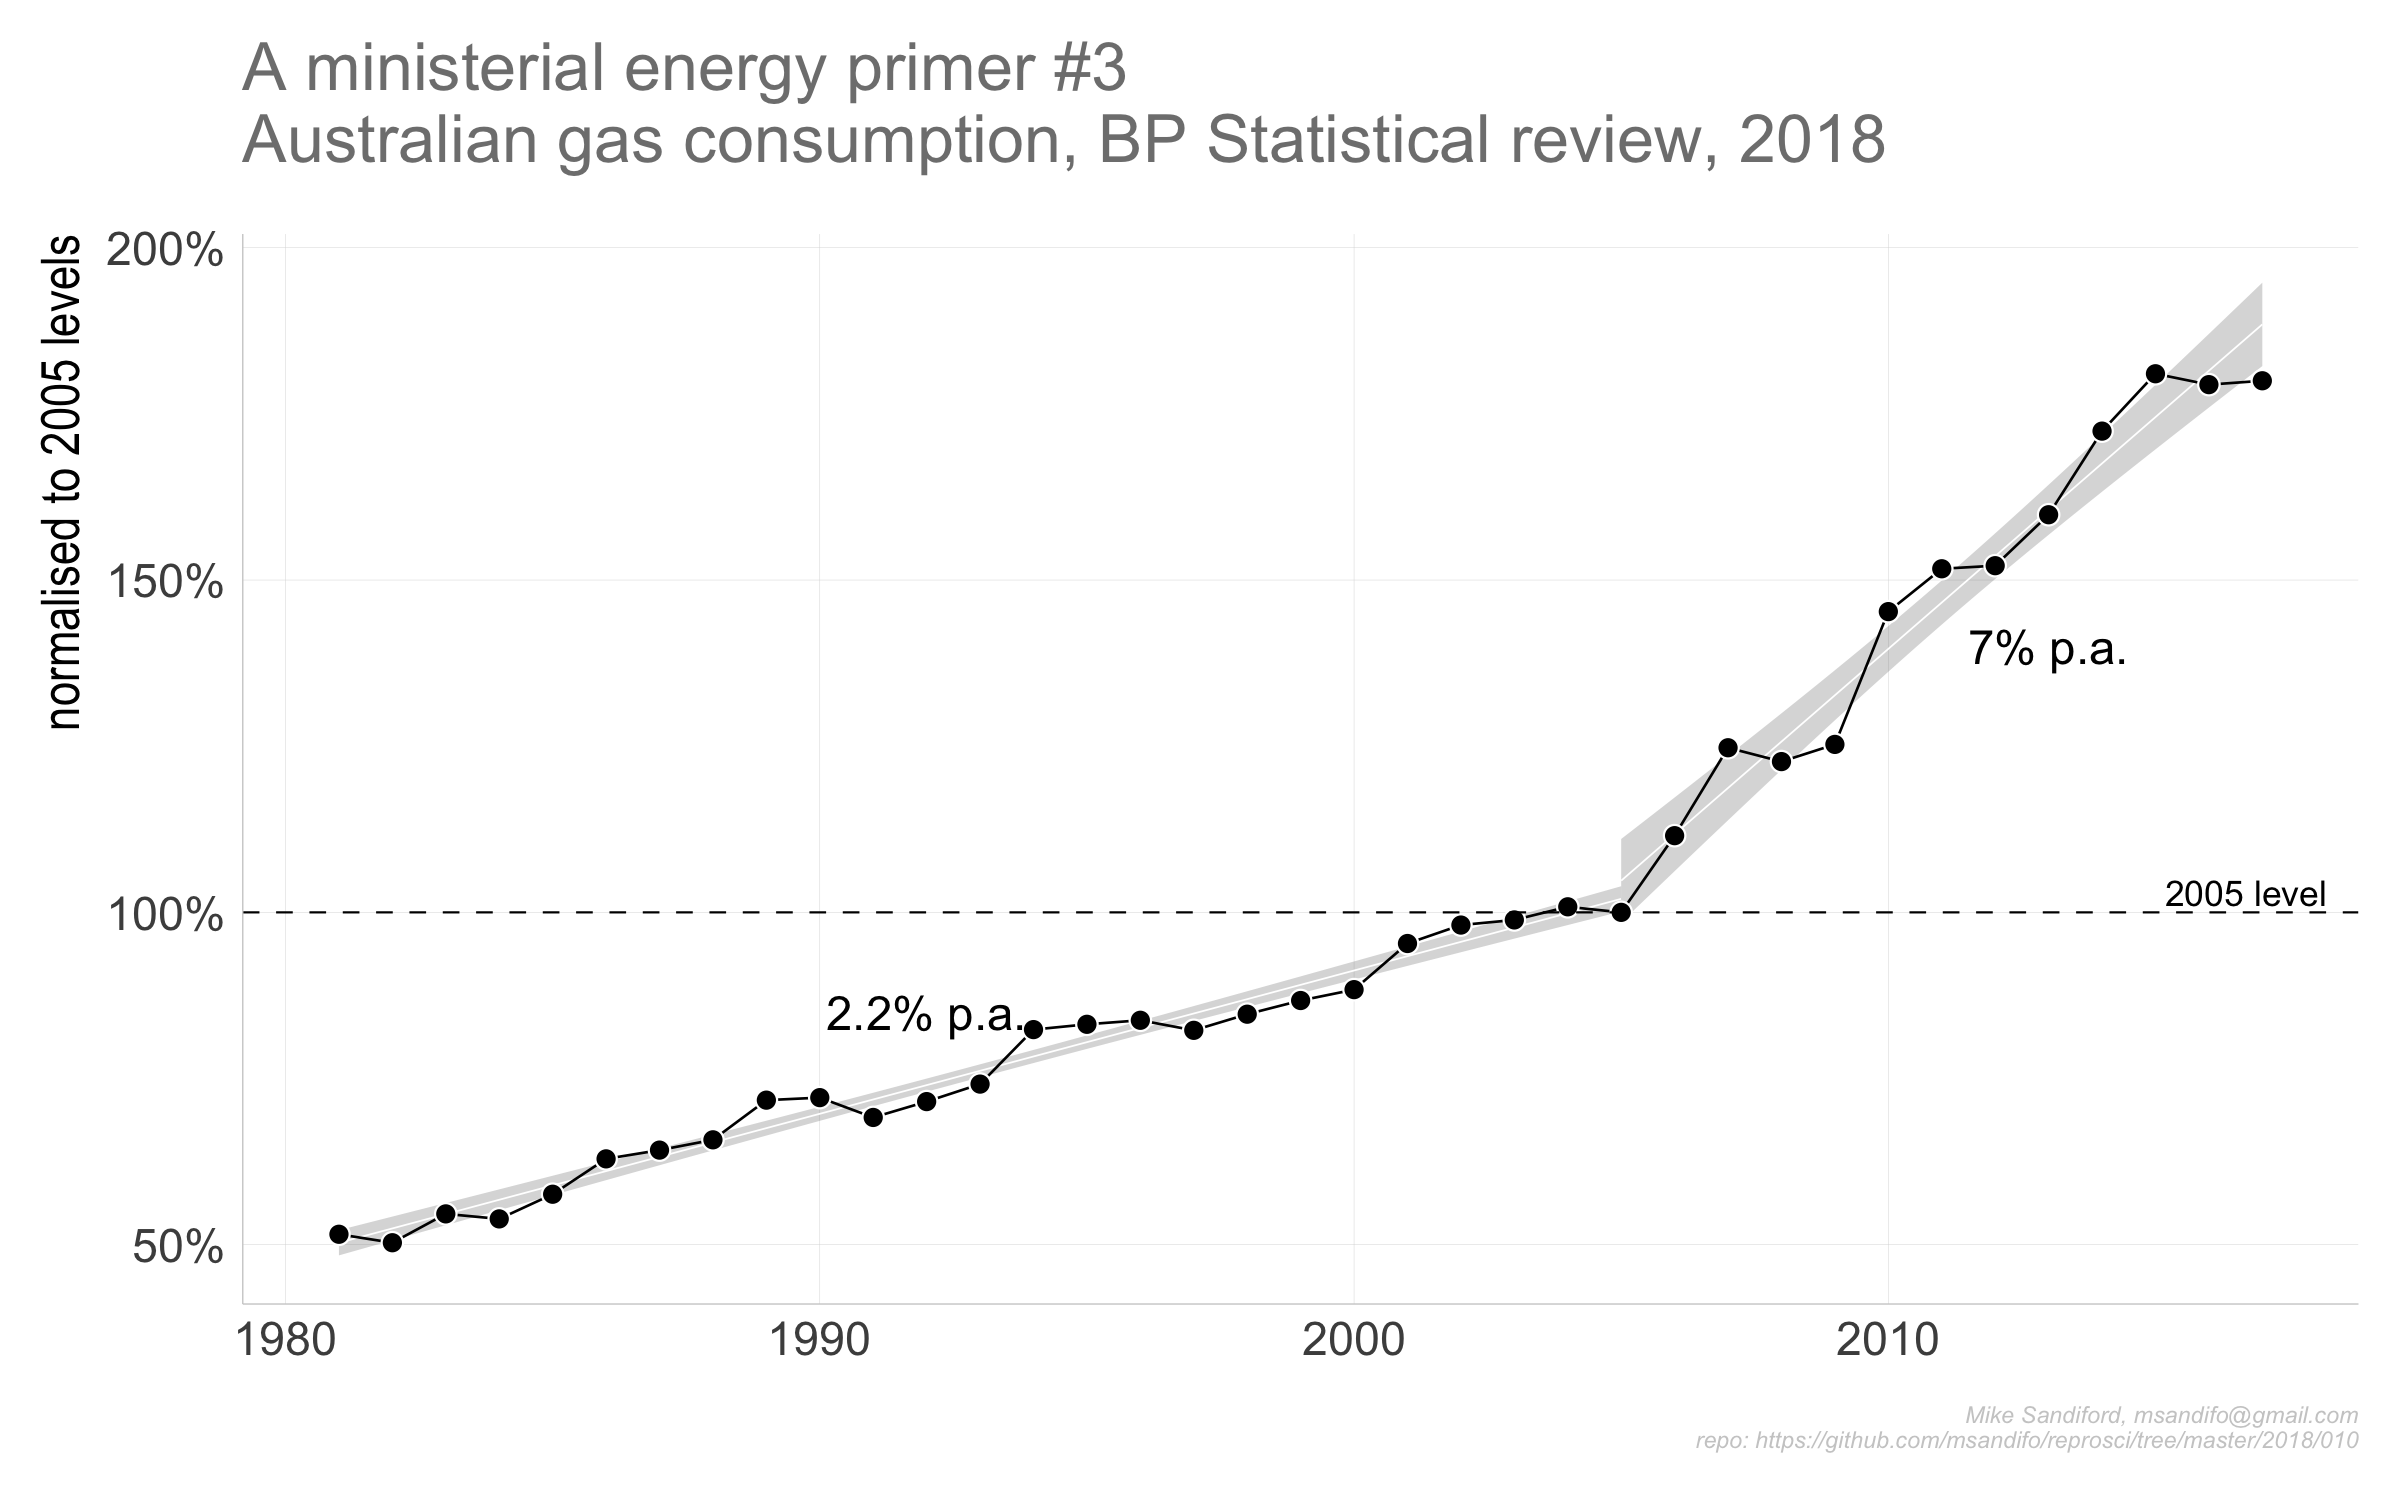 A ministerial energy primer #3
Australian gas consumption, BP Statistical review, 2018
normalised to 2005 levels
200%
150%
100%
50%
7% p.a.
2005 level
2.2% p.a.
1980 1990 2000 2010
Mike Sandiford, msandifo@gmail.com
repo: https://github.com/msandifo/reprosci/tree/master/2018/010